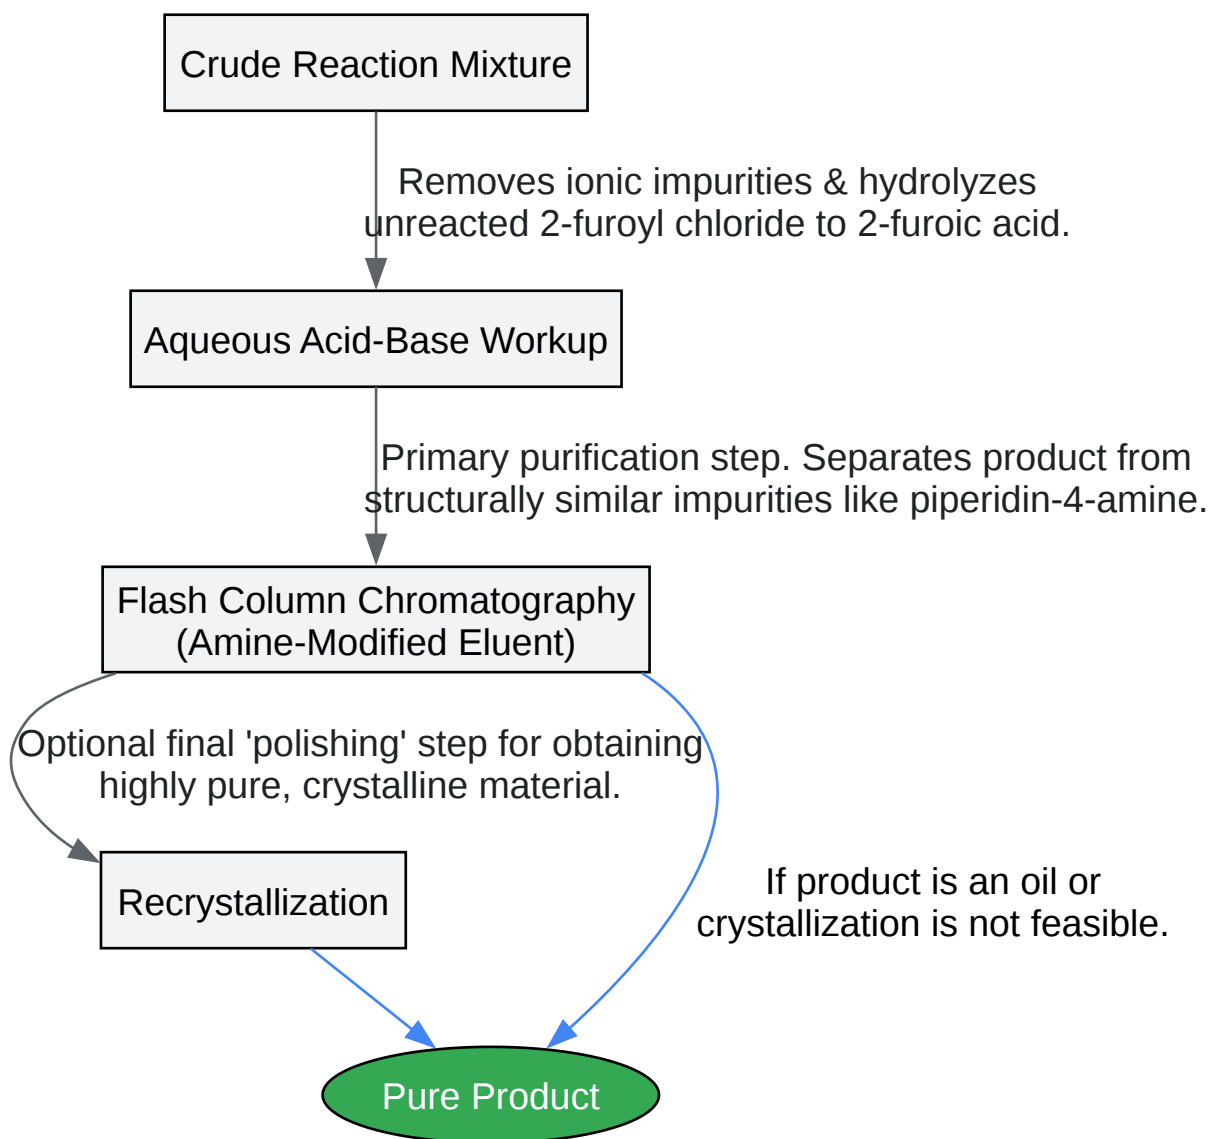 Crude Reaction Mixture
Removes ionic impurities & hydrolyzes
unreacted 2-furoyl chloride to 2-furoic acid.
Aqueous Acid-Base Workup
Primary purification step. Separates product from
structurally similar impurities like piperidin-4-amine.
Flash Column Chromatography
(Amine-Modified Eluent)
Optional final 'polishing' step for obtaining
highly pure, crystalline material.
If product is an oil or
crystallization is not feasible.
Recrystallization
Pure Product